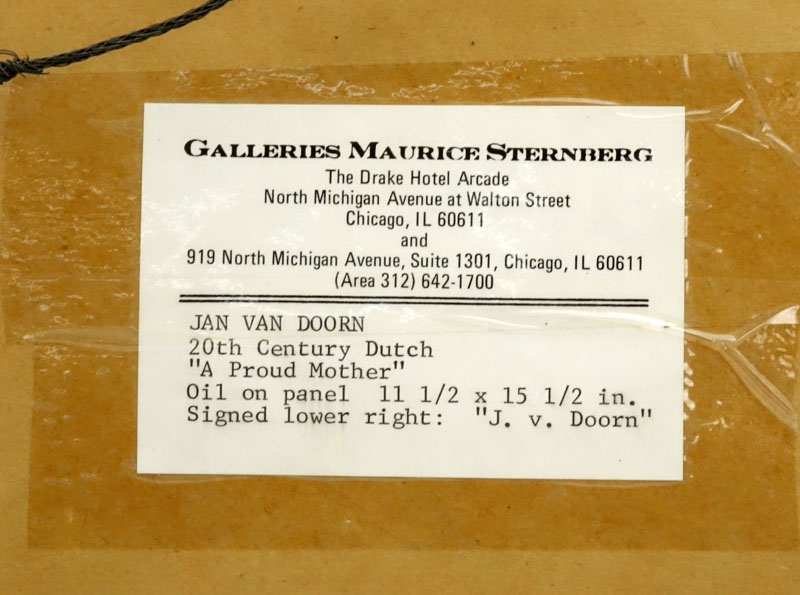 GALLERIES MAURICE STERNBERG
The Drake Hotel Arcade
North Michigan Avenue at Walton Street
Chicago, IL 60611
and
919 North Michigan Avenue, Suite 1301, Chicago, IL 60611
(Area 312) 642-1700
JAN VAN DOORN
20th Century Dutch
"A Proud Mother"
Oil on panel 11 1/2 x 15 1/2 in.
Signed lower right: "J. v. Doorn"